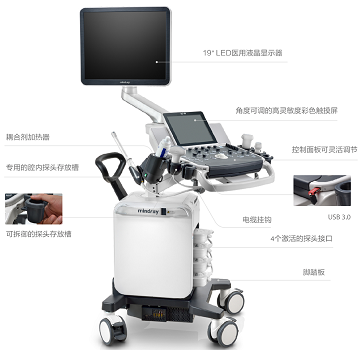 mindray
19" LED医用液晶显示器
角度可调的高灵敏度彩色触摸屏
耦合剂加热器
控制面板可灵活调节
专用的腔内探头存放槽
mindray
USB 3.0
电缆挂钩
可拆卸的探头存放槽
4个激活的探头接口
脚踏板